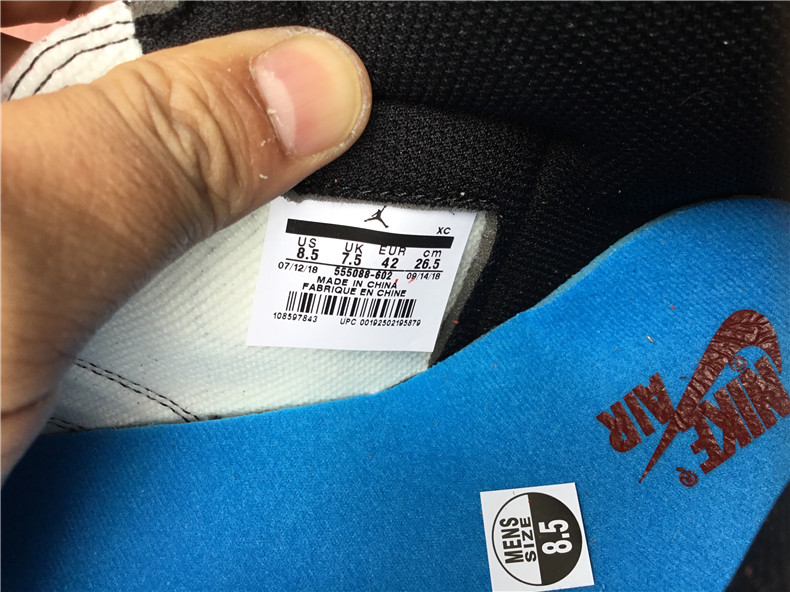 XC
US UK EUR cm
8.5 7.5 42 26.5
07/12/18 555088-602 09/14/18
MADE IN CHINA
FABRIQUE EN CHINE
108597843 UPC 00192502195879
NIKE ®
AIR
MENS
SIZE
8.5